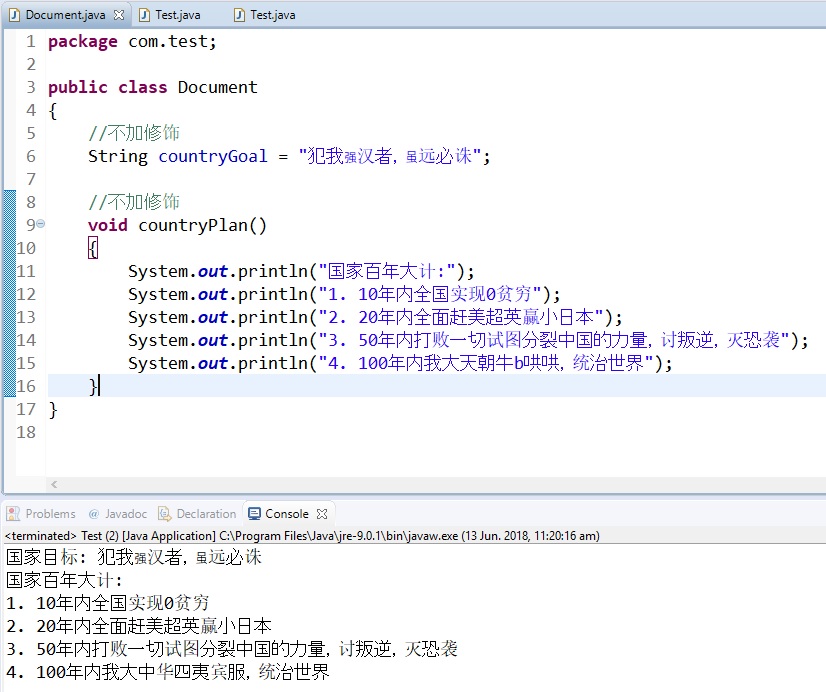 Document.java Test.java Test.java
1 package com.test;
2
3 public class Document
4 {
5 //不加修饰
6 String countryGoal = "犯我强汉者, 虽远必诛";
7
8 //不加修饰
9 void countryPlan()
10 {
11 System.out.println("国家百年大计:");
12 System.out.println("1. 10年内全国实现0贫穷");
13 System.out.println("2. 20年内全面赶美超英赢小日本");
14 System.out.println("3. 50年内打败一切试图分裂中国的力量, 讨叛逆, 灭恐袭");
15 System.out.println("4. 100年内我大天朝牛b哄哄, 统治世界");
16 }
17 }
18
Problems @ Javadoc Declaration Console
<terminated> Test (2) [Java Application] C:\Program Files\Java\jre-9.0.1\bin\javaw.exe (13 Jun. 2018, 11:20:16 am)
国家目标: 犯我强汉者, 虽远必诛
国家百年大计:
1. 10年内全国实现0贫穷
2. 20年内全面赶美超英赢小日本
3. 50年内打败一切试图分裂中国的力量, 讨叛逆, 灭恐袭
4. 100年内我大中华四夷宾服, 统治世界